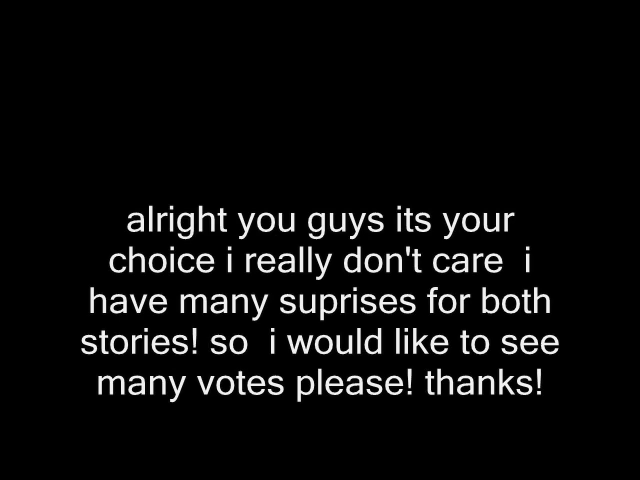 alright you guys its your
choice i really don't care  i
have many suprises for both
stories! so  i would like to see
many votes please! thanks!